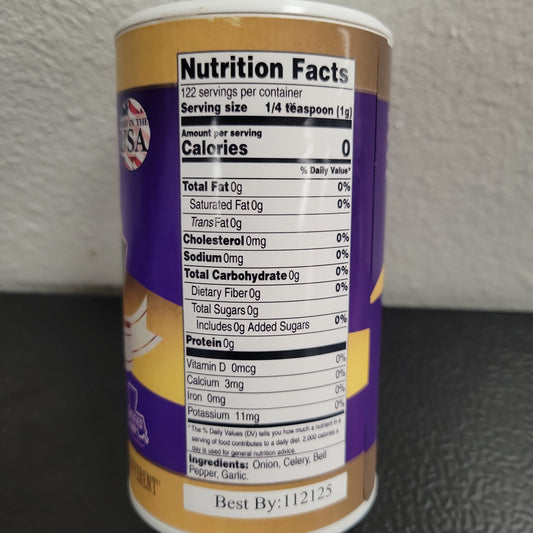 Nutrition Facts
122 servings per container
Serving size 1/4 teaspoon (1g)
Amount per serving
Calories 0
% Daily Value*
Total Fat 0g 0%
Saturated Fat 0g 0%
Trans Fat 0g
Cholesterol 0mg 0%
Sodium 0mg 0%
Total Carbohydrate 0g 0%
Dietary Fiber 0g 0%
Total Sugars 0g
Includes 0g Added Sugars 0%
Protein 0g
Vitamin D 0mcg 0%
Calcium 3mg 0%
Iron 0mg 0%
Potassium 11mg 0%
*The % Daily Values (DV) tells you how much a nutrient in a
serving of food contributes to a daily diet. 2,000 calories a
day is used for general nutrition advice.
Ingredients: Onion, Celery, Bell
Pepper, Garlic.
Best By: 112125
IN THE
USA